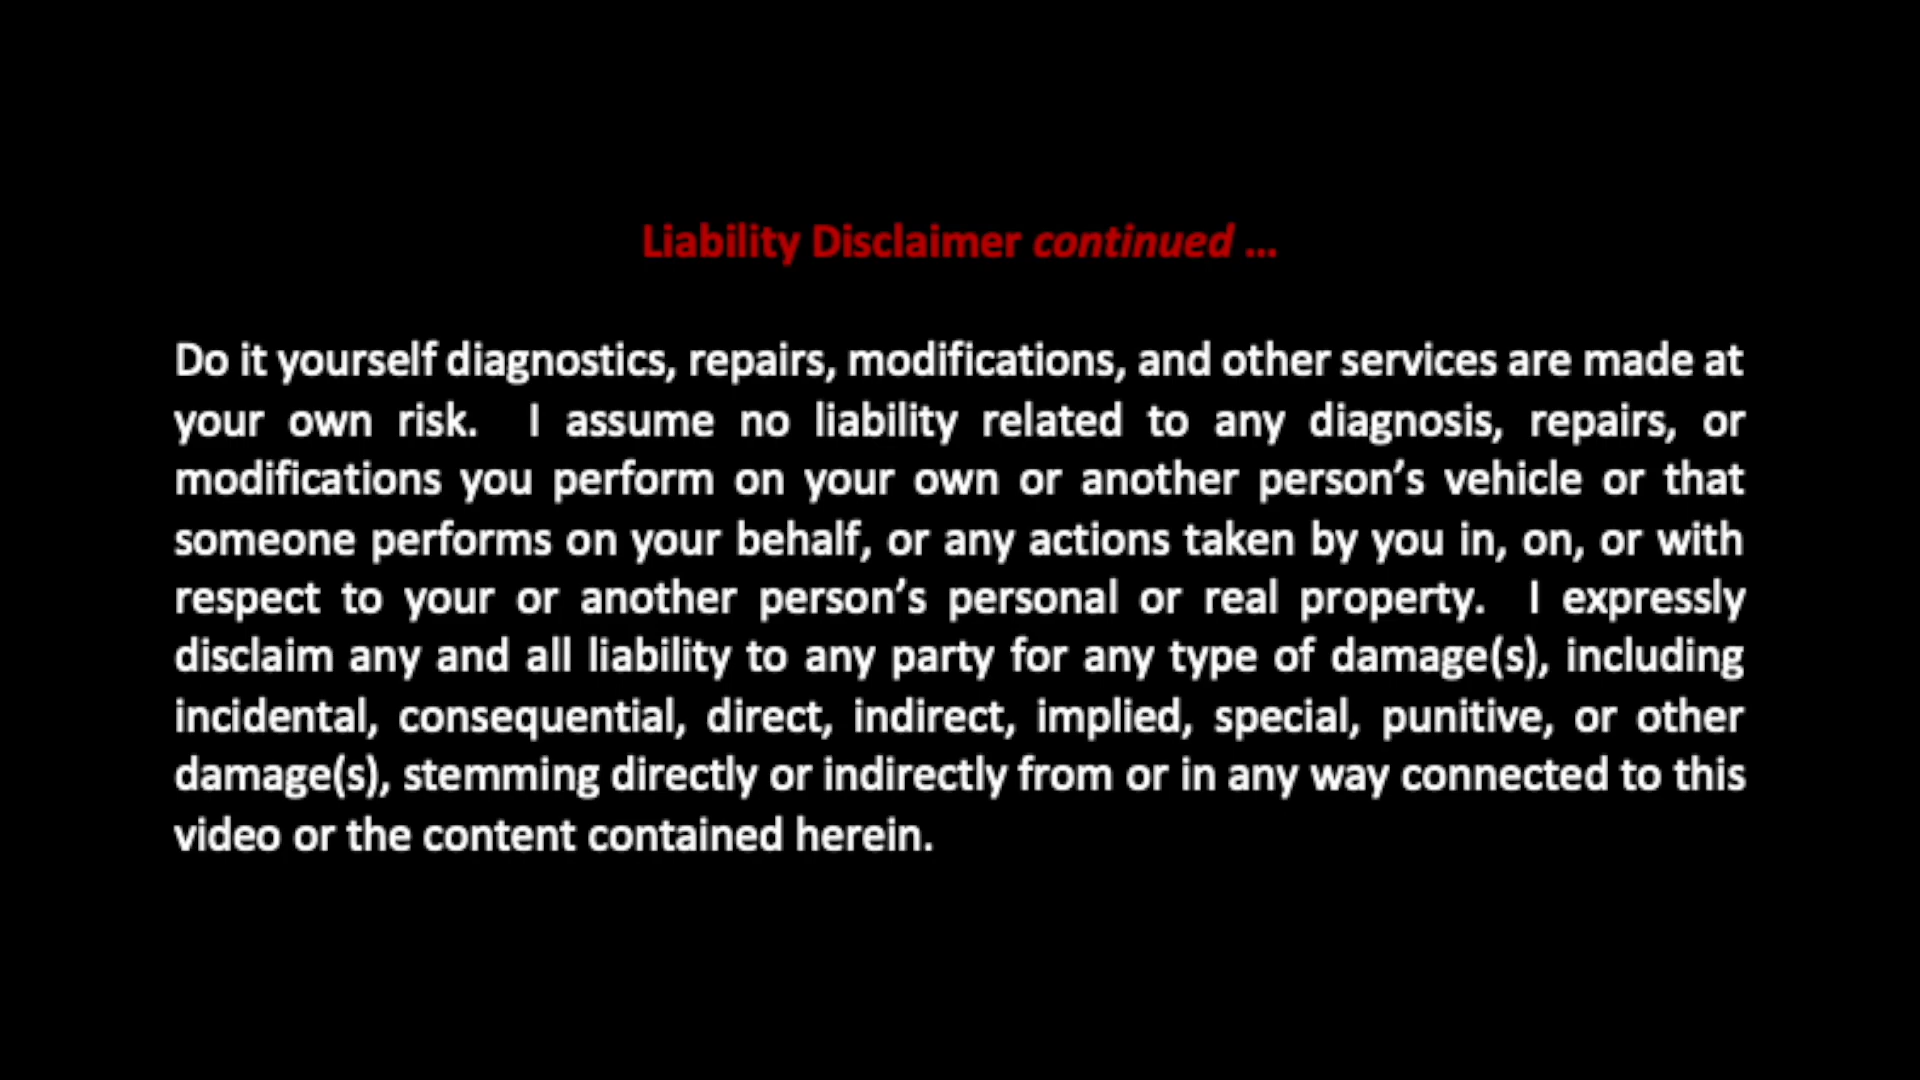 Liability Disclaimer continued ...
Do it yourself diagnostics, repairs, modifications, and other services are made at
your own risk.  I assume no liability related to any diagnosis, repairs, or
modifications you perform on your own or another person’s vehicle or that
someone performs on your behalf, or any actions taken by you in, on, or with
respect to your or another person’s personal or real property.  I expressly
disclaim any and all liability to any party for any type of damage(s), including
incidental, consequential, direct, indirect, implied, special, punitive, or other
damage(s), stemming directly or indirectly from or in any way connected to this
video or the content contained herein.